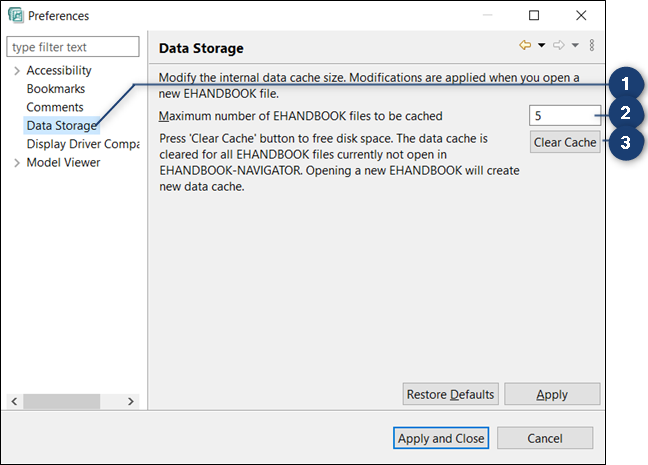 Preferences
type filter text
Accessibility
Bookmarks
Comments
Data Storage
Display Driver Compa
Model Viewer
Data Storage
Modify the internal data cache size. Modifications are applied when you open a
new EHANDBOOK file.
Maximum number of EHANDBOOK files to be cached
5
Press 'Clear Cache' button to free disk space. The data cache is
cleared for all EHANDBOOK files currently not open in
EHANDBOOK-NAVIGATOR. Opening a new EHANDBOOK will create
new data cache.
Clear Cache
1
2
3
Restore Defaults
Apply
Apply and Close
Cancel